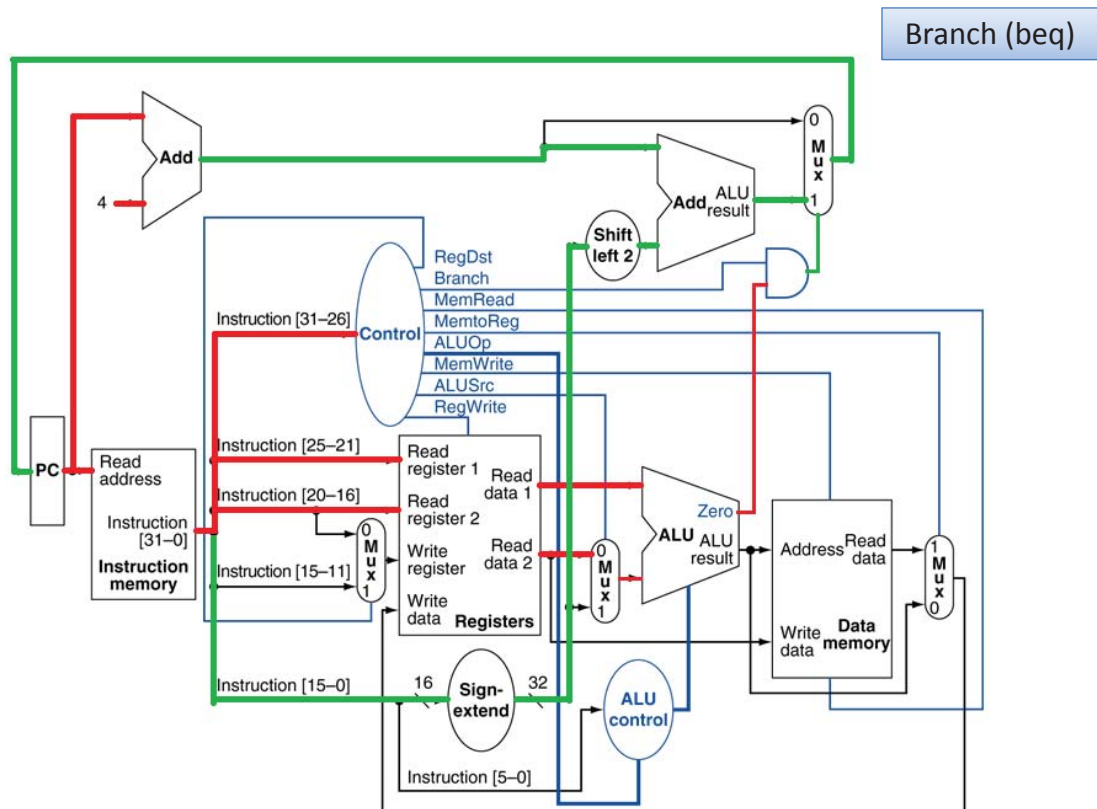 Branch (beq)
Add
4
0
M
u
x
1
Add
ALU
result
Shift
left 2
RegDst
Branch
MemRead
MemtoReg
ALUOp
MemWrite
ALUSrc
RegWrite
Control
Instruction [31–26]
PC
Read
address
Instruction
[31–0]
Instruction
memory
Instruction [25–21]
Instruction [20–16]
Instruction [15–11]
0
M
u
x
1
Read
register 1
Read
register 2
Write
register
Write
data
Read
data 1
Read
data 2
Registers
0
M
u
x
1
Zero
ALU
ALU
result
Address
Read
data
Write
data
Data
memory
1
M
u
x
0
Instruction [15–0]
16
Sign-
extend
32
ALU
control
Instruction [5–0]